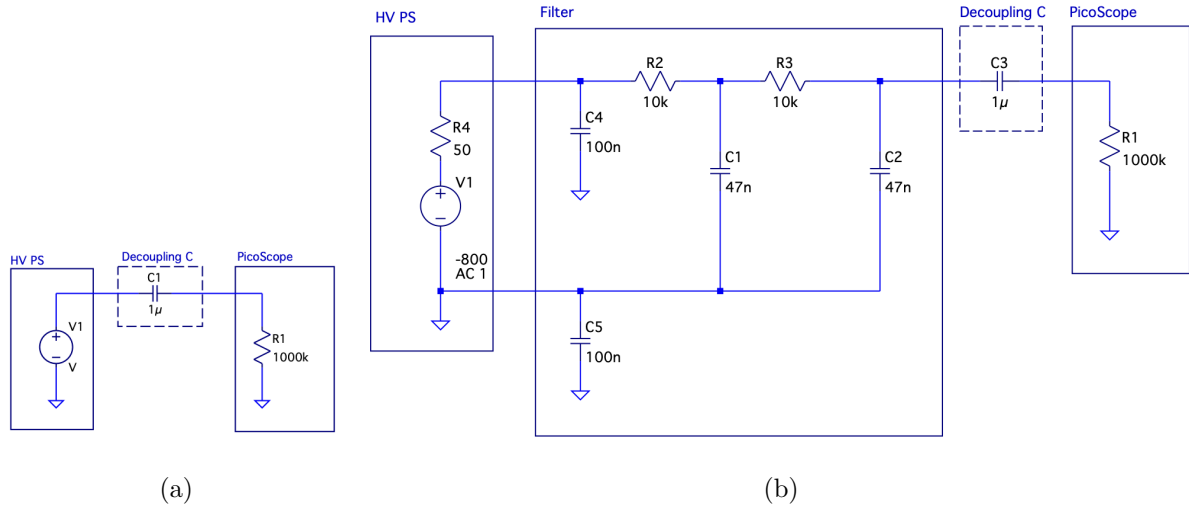 HV PS
Decoupling C
PicoScope
V1
V
C1
1µ
R1
1000k
(a)
HV PS
Filter
Decoupling C
PicoScope
R4
50
V1
-800
AC 1
C4
100n
R2
10k
C1
47n
R3
10k
C2
47n
C5
100n
C3
1µ
R1
1000k
(b)